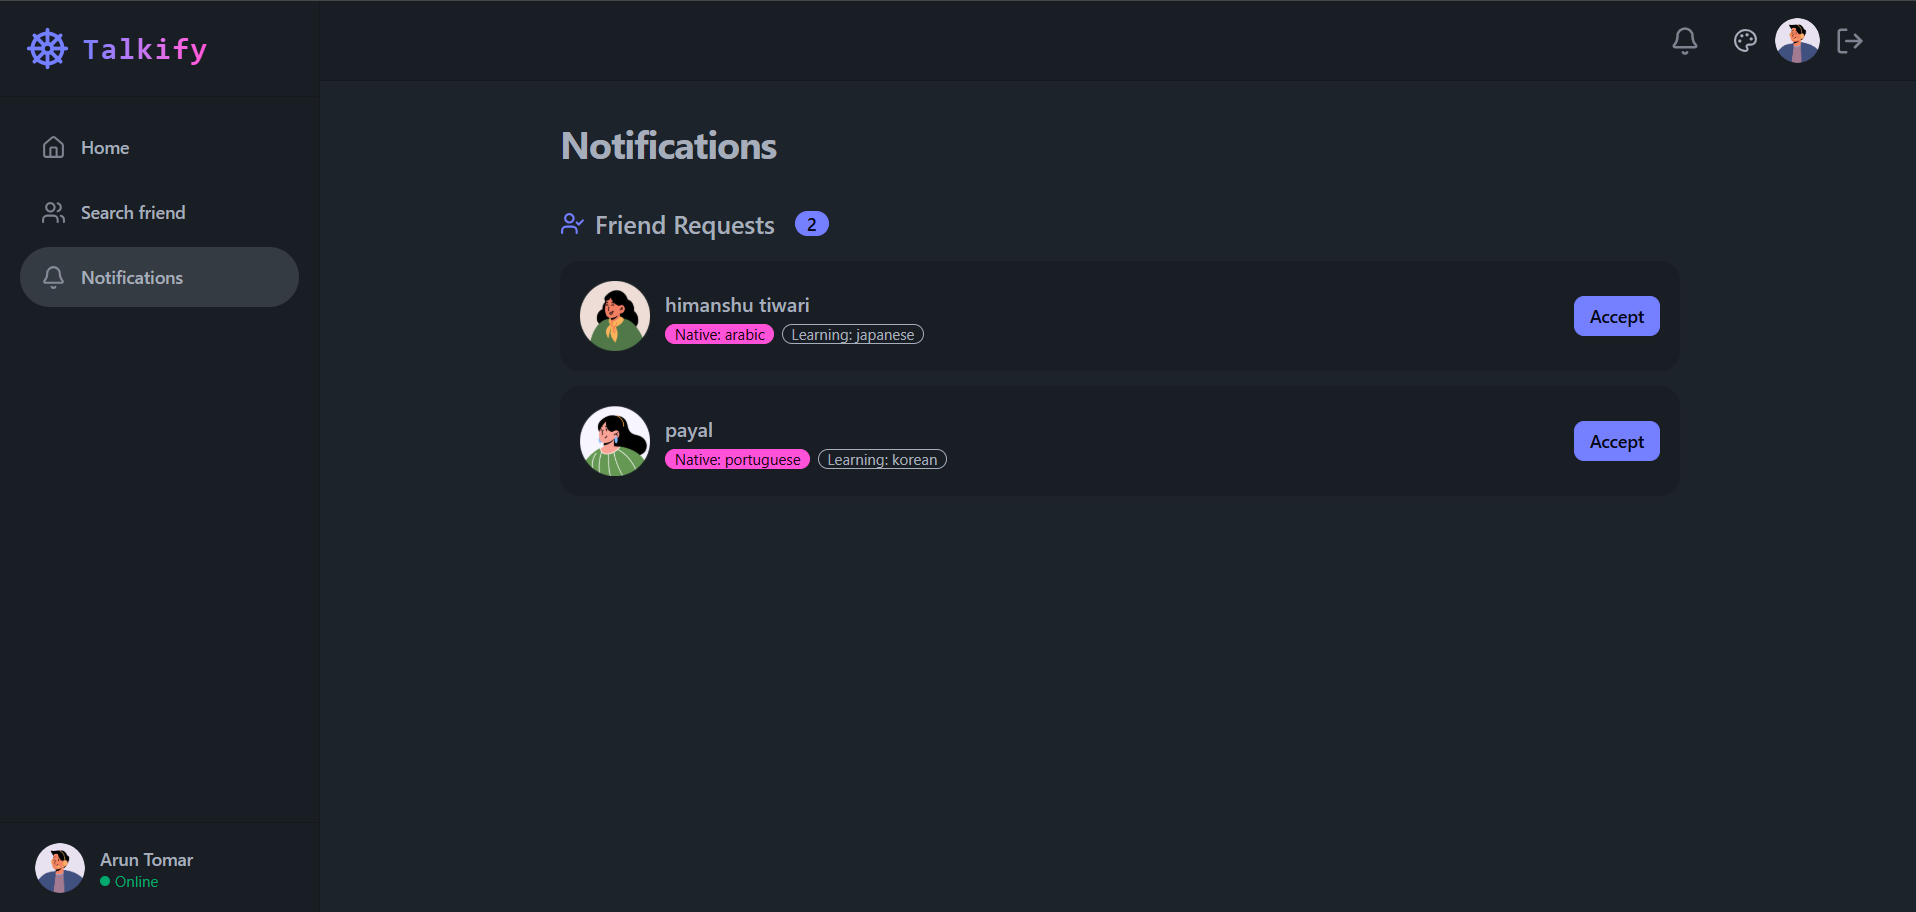 Talkify
Home
Search friend
Notifications
Arun Tomar
Online
Notifications
Friend Requests 2
himanshu tiwari
Native: arabic Learning: japanese
Accept
payal
Native: portuguese Learning: korean
Accept